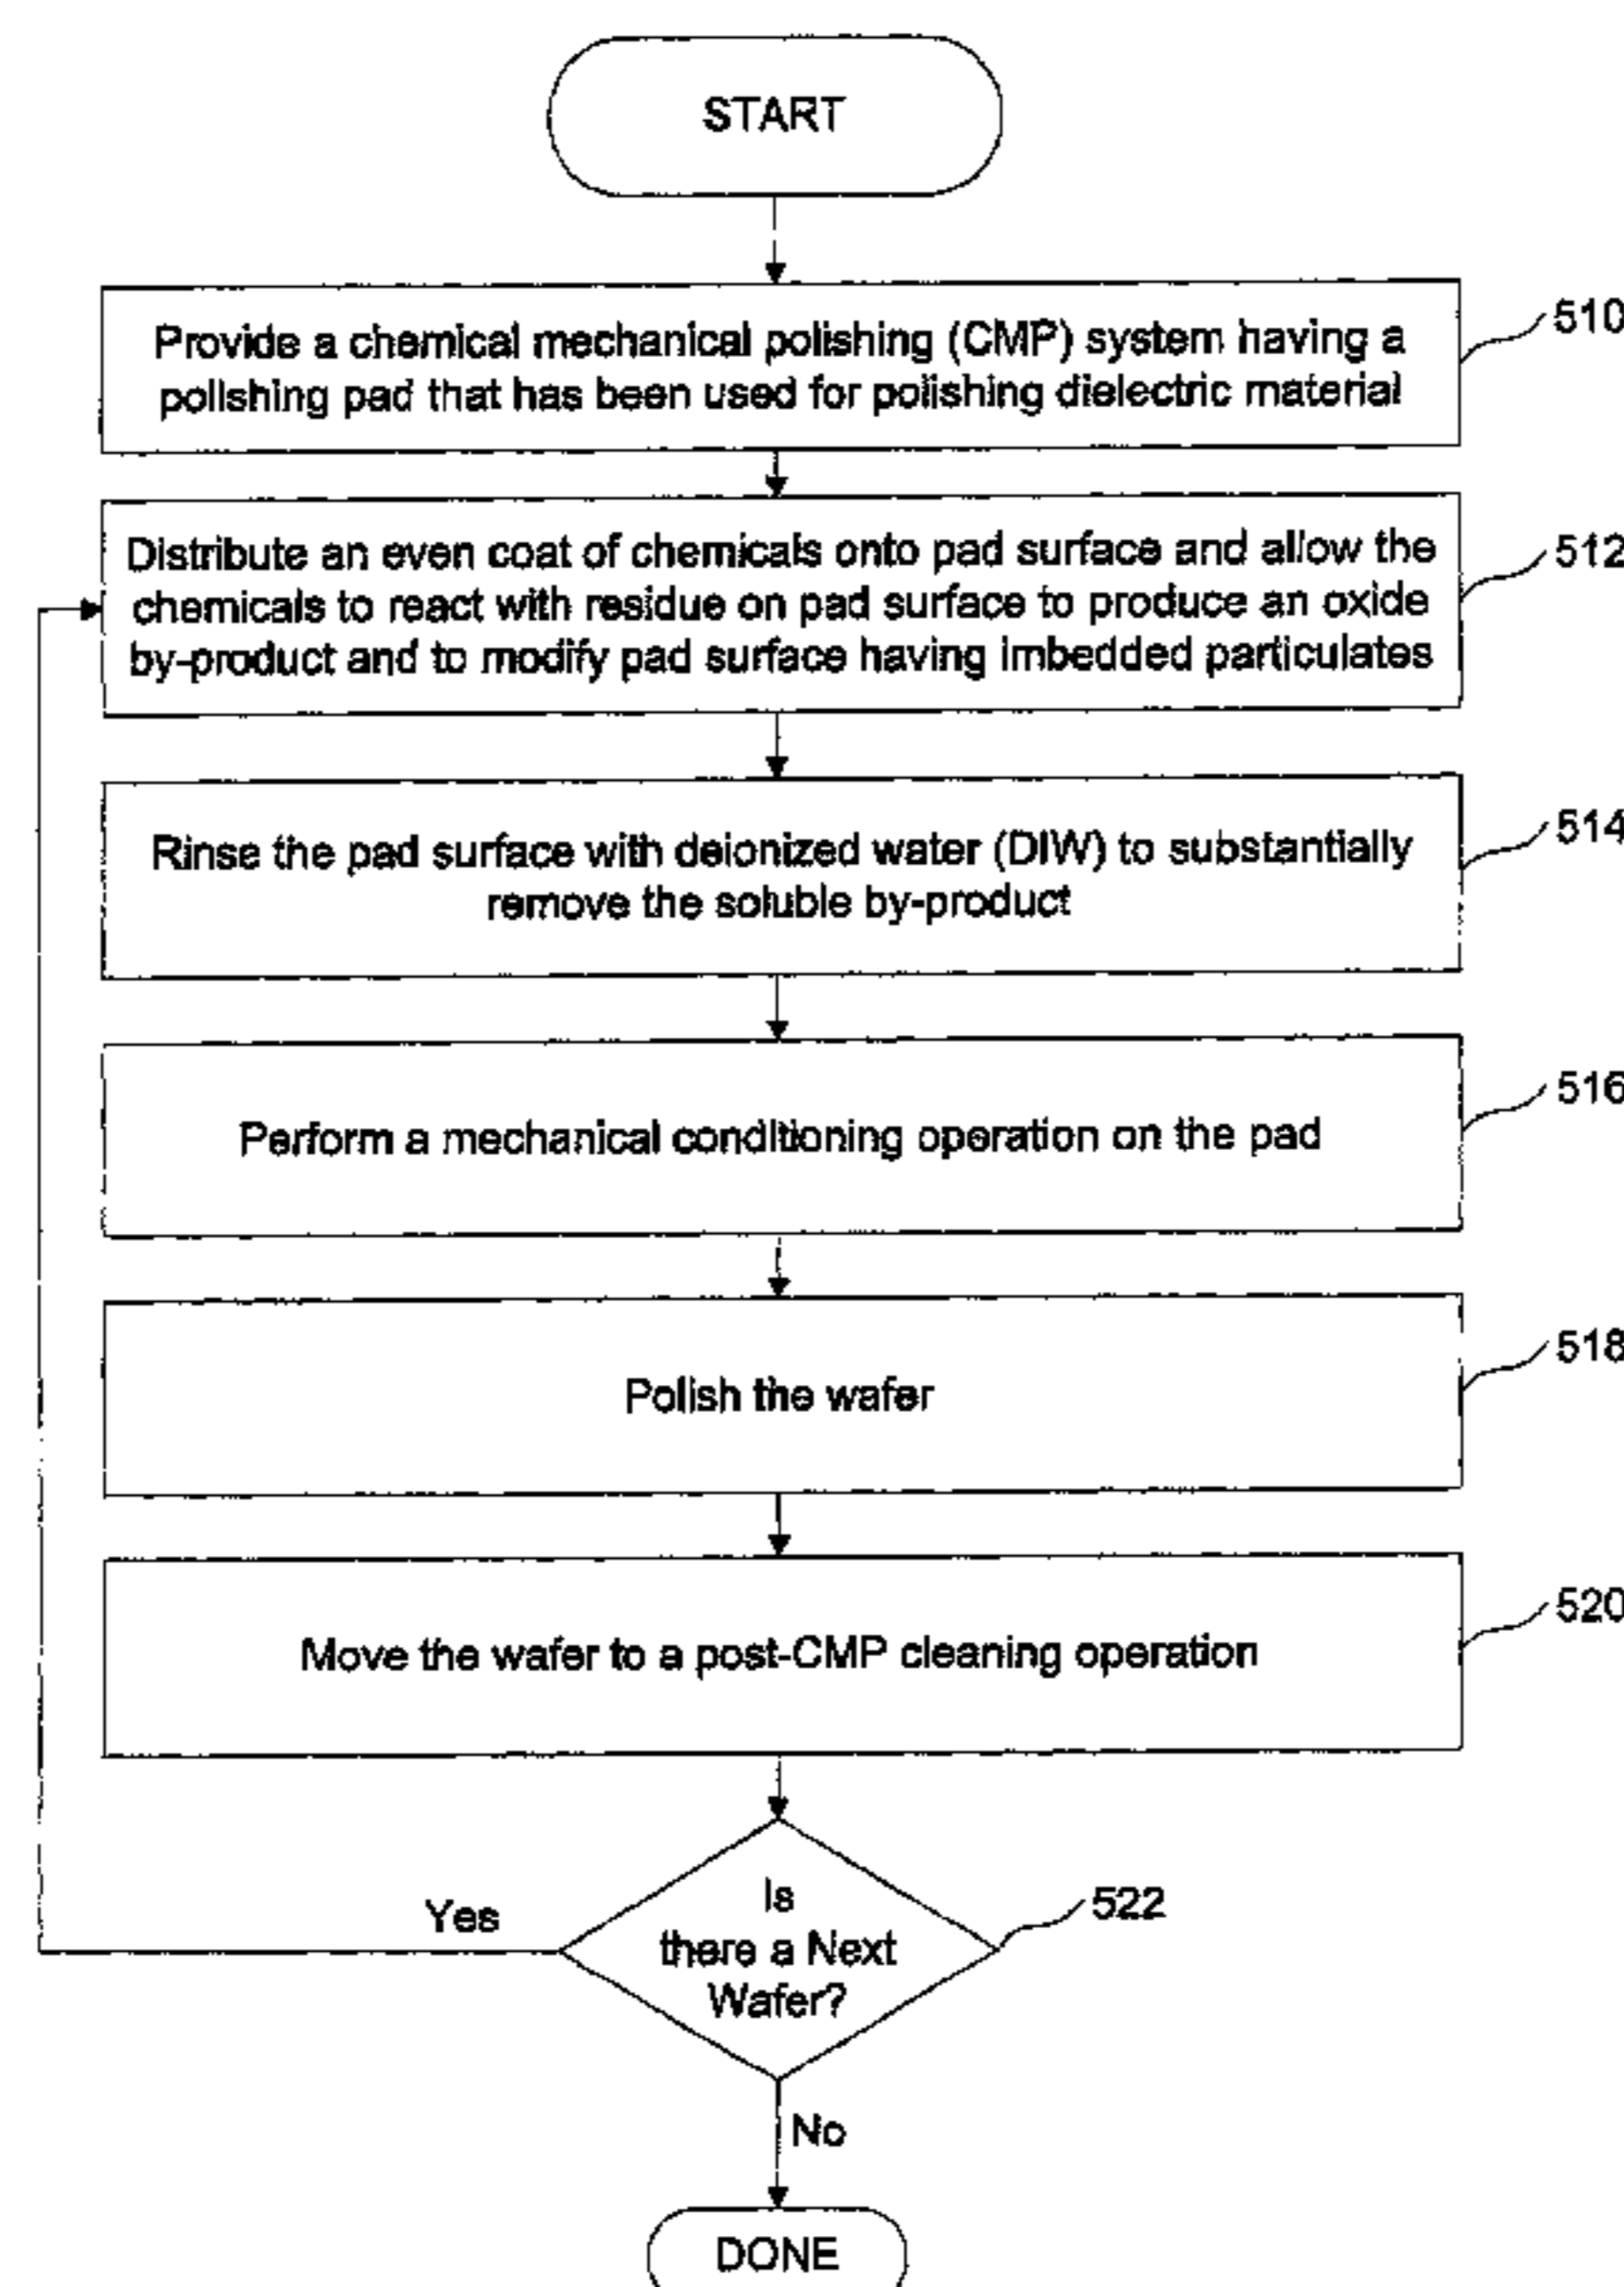 START
Provide a chemical mechanical polishing (CMP) system having a
polishing pad that has been used for polishing dielectric material
510
Distribute an even coat of chemicals onto pad surface and allow the
chemicals to react with residue on pad surface to produce an oxide
by-product and to modify pad surface having imbedded particulates
512
Rinse the pad surface with deionized water (DIW) to substantially
remove the soluble by-product
514
Perform a mechanical conditioning operation on the pad
516
Polish the wafer
518
Move the wafer to a post-CMP cleaning operation
520
Is
there a Next
Wafer?
522
Yes
No
DONE